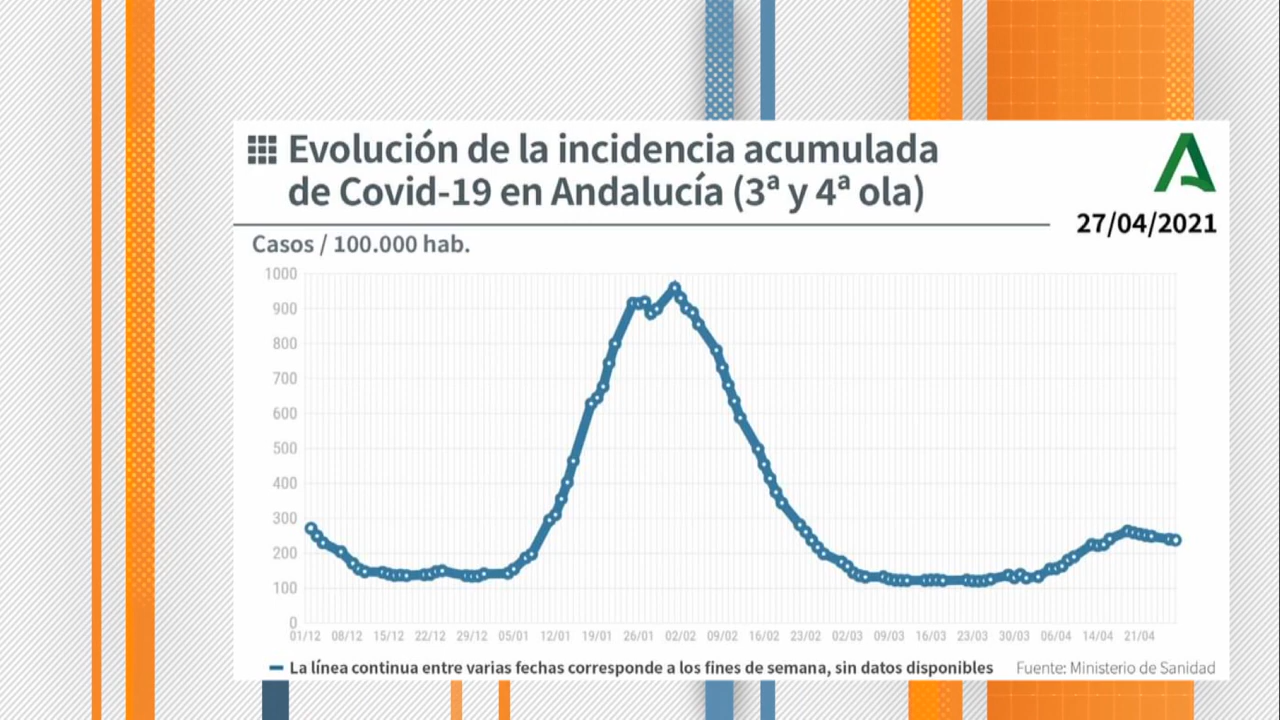 Evolución de la incidencia acumulada
de Covid-19 en Andalucía (3ª y 4ª ola)
27/04/2021
Casos / 100.000 hab.
1000
900
800
700
600
500
400
300
200
100
0
01/12 08/12 15/12 22/12 29/12 05/01 12/01 19/01 26/01 02/02 09/02 16/02 23/02 02/03 09/03 16/03 23/03 30/03 06/04 14/04 21/04
La línea continua entre varias fechas corresponde a los fines de semana, sin datos disponibles Fuente: Ministerio de Sanidad